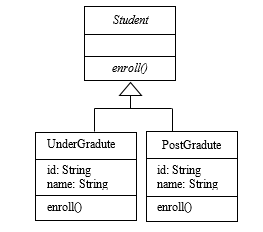 Student
enroll()
UnderGradute
id: String
name: String
enroll()
PostGradute
id: String
name: String
enroll()